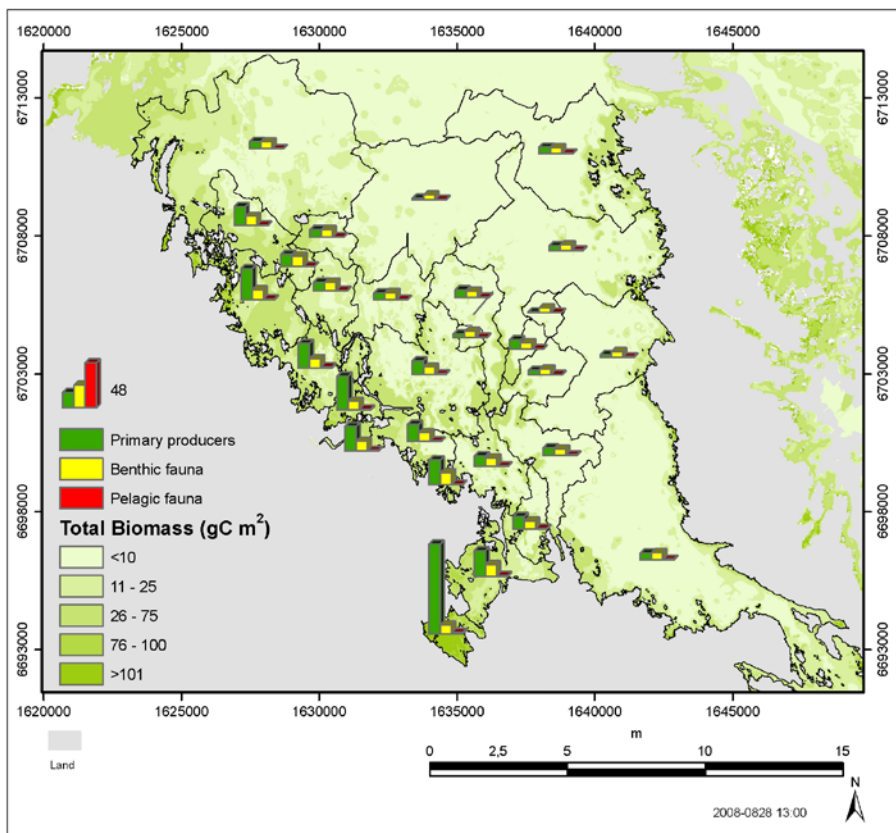 1620000 1625000 1630000 1635000 1640000 1645000
6713000 6713000
6708000 6708000
6703000 6703000
6698000 6698000
6693000 6693000
48
Primary producers
Benthic fauna
Pelagic fauna
Total Biomass (gC m²)
<10
11 - 25
26 - 75
76 - 100
>101
1620000 1625000 1630000 1635000 1640000 1645000
Land
m
0 2,5 5 10 15
N
2008-0828 13:00